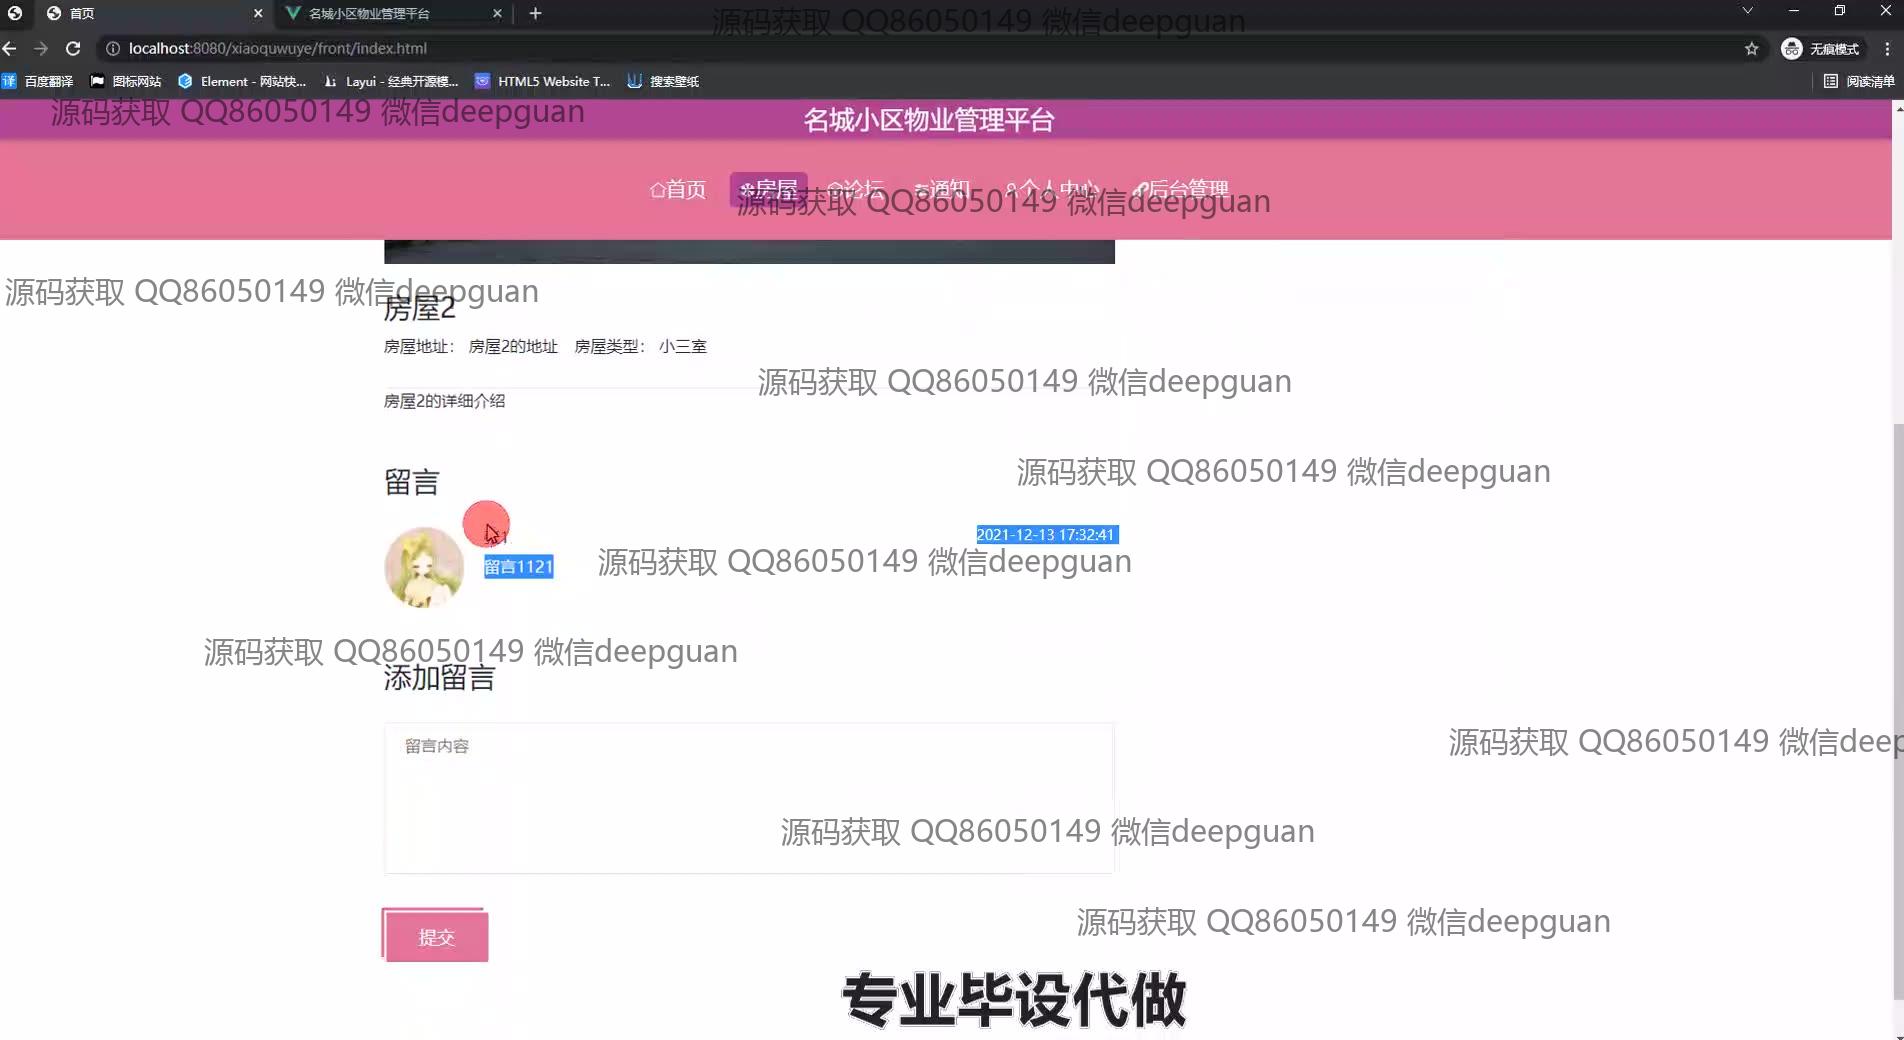 首页
名城小区物业管理平台
源码获取 QQ86050149 微信deepguan
localhost:8080/xiaoquwuye/front/index.html
无痕模式
百度翻译 图标网站 Element - 网站快... Layui - 经典开源模... HTML5 Website T... 搜索壁纸 阅读清单
源码获取 QQ86050149 微信deepguan
名城小区物业管理平台
首页 房屋 论坛 通知 个人中心 后台管理
源码获取 QQ86050149 微信deepguan
源码获取 QQ86050149 微信deepguan
房屋2
房屋地址: 房屋2的地址 房屋类型: 小三室
源码获取 QQ86050149 微信deepguan
房屋2的详细介绍
源码获取 QQ86050149 微信deepguan
留言
2021-12-13 17:32:41
留言1121
源码获取 QQ86050149 微信deepguan
源码获取 QQ86050149 微信deepguan
添加留言
留言内容
源码获取 QQ86050149 微信deep
源码获取 QQ86050149 微信deepguan
源码获取 QQ86050149 微信deepguan
提交
专业毕设代做